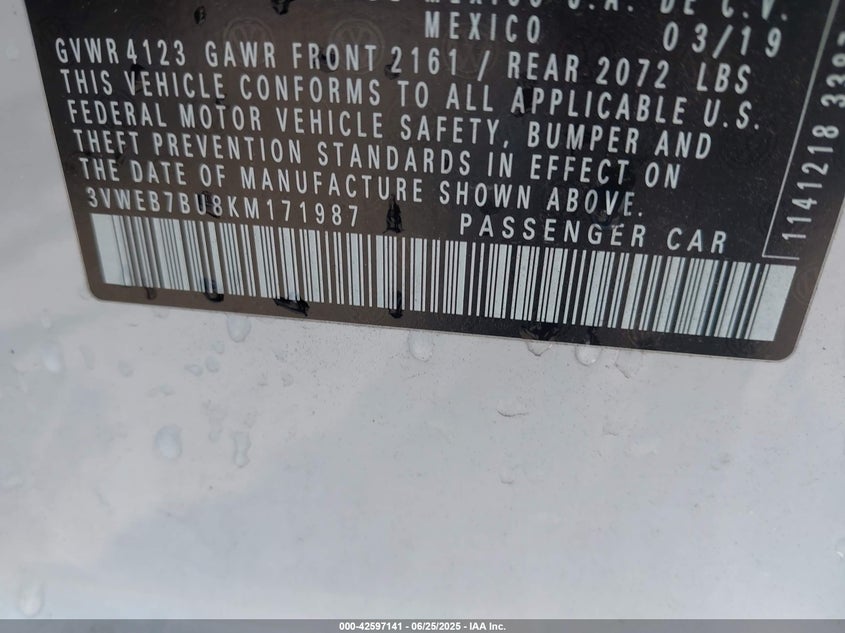 MEXICO S.A. DE C.V.
MEXICO 03/19
GVWR 4123 GAWR FRONT 2161 / REAR 2072 LBS
THIS VEHICLE CONFORMS TO ALL APPLICABLE U.S.
FEDERAL MOTOR VEHICLE SAFETY, BUMPER AND
THEFT PREVENTION STANDARDS IN EFFECT ON
THE DATE OF MANUFACTURE SHOWN ABOVE.
3VWEB7BU8KM171987 PASSENGER CAR
1141218
000-42597141 - 06/25/2025 - IAA Inc.